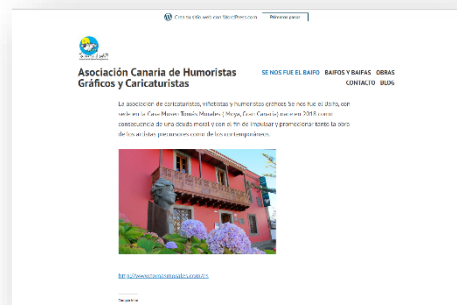 Crea tu sitio web con WordPress.com
Primeros pasos
Asociación Canaria de Humoristas
Gráficos y Caricaturistas
SE NOS FUE EL BAIFO BAIFOS Y BAIFAS OBRAS
CONTACTO BLOG
La asociación de caricaturistas, viñetistas y humoristas gráficos Se nos fue el Baifo, con
sede en la Casa Museo Tomás Morales ( Moya, Gran Canaria) nace en 2018 como
consecuencia de una deuda moral y con el fin de impulsar y promocionar tanto la obra
de los artistas precursores como de los contemporáneos.
http://www.tomasmorales.com/es